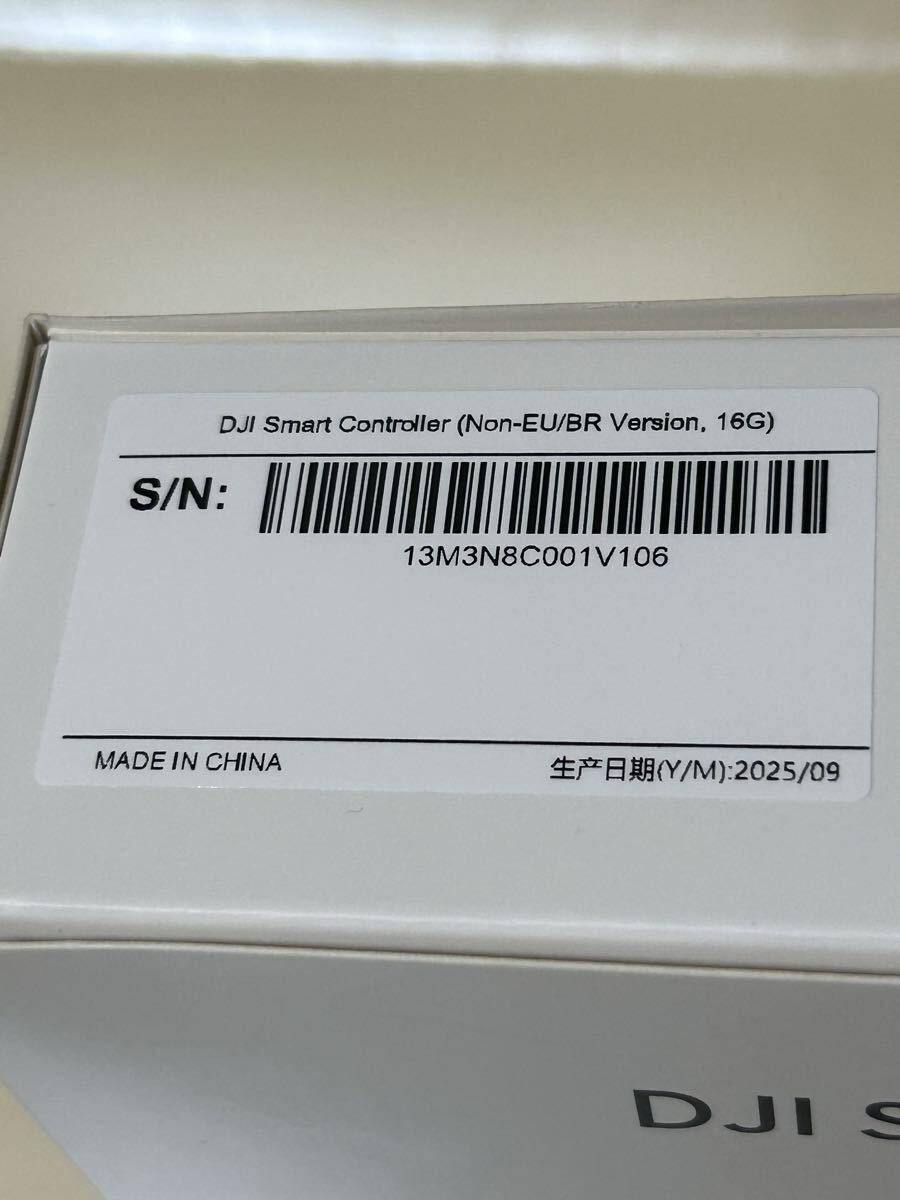 DJI Smart Controller (Non-EU/BR Version, 16G)
S/N:
13M3N8C001V106
MADE IN CHINA
生产日期(Y/M):2025/09
DJI S